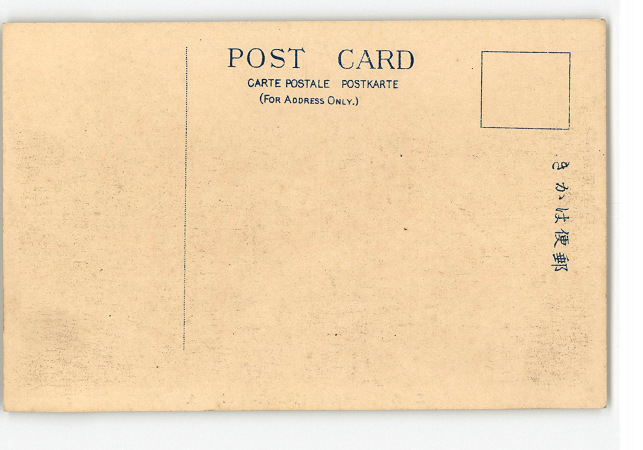 POST CARD
CARTE POSTALE POSTKARTE
(FOR ADDRESS ONLY.)
郵便はかき